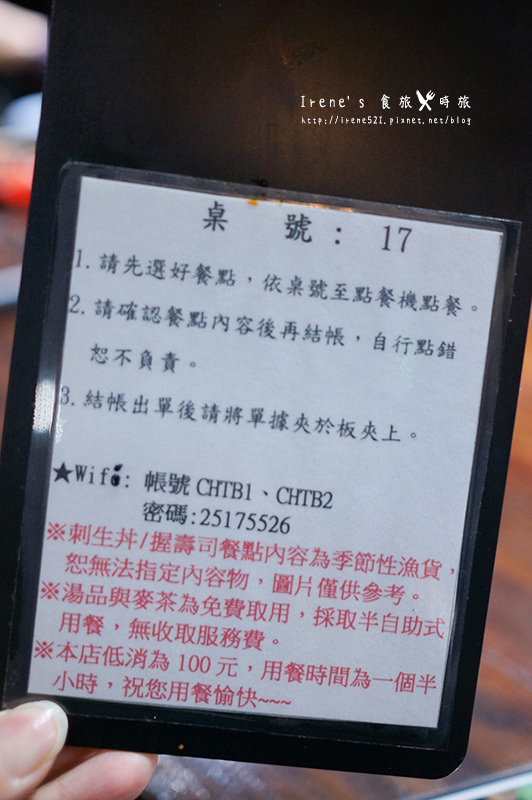 Irene's 食旅時旅
http://irene521.pixnet.net/blog
桌 號： 17
1.請先選好餐點，依桌號至點餐機點餐。
2.請確認餐點內容後再結帳，自行點錯
恕不負責。
3.結帳出單後請將單據夾於板夾上。
★Wifi: 帳號 CHTB1、CHTB2
密碼:25175526
※刺生丼/握壽司餐點內容為季節性漁貨，
恕無法指定內容物，圖片僅供參考。
※湯品與麥茶為免費取用，採取半自助式
用餐，無收取服務費。
※本店低消為 100 元，用餐時間為一個半
小時，祝您用餐愉快~~~